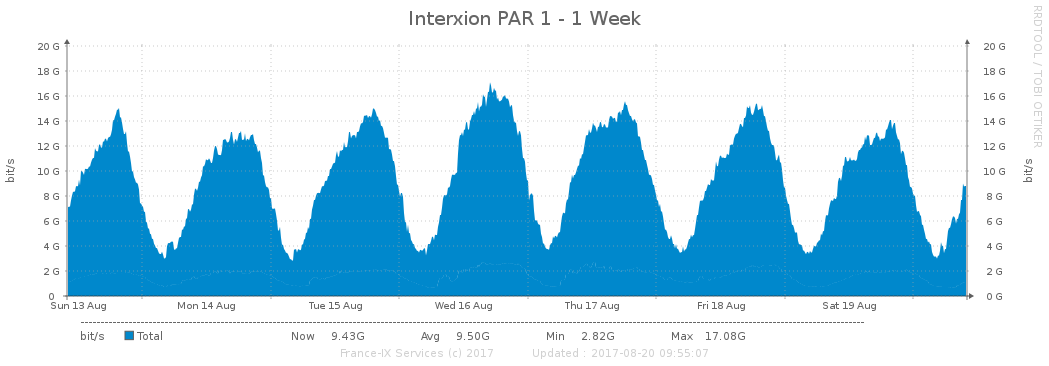 Interxion PAR 1 - 1 Week
RRDTOOL / TOBI OETIKER
20 G 20 G
18 G 18 G
16 G 16 G
14 G 14 G
12 G 12 G
10 G 10 G
8 G 8 G
6 G 6 G
4 G 4 G
2 G 2 G
0 0 G
bit/s
bit/s
Sun 13 Aug Mon 14 Aug Tue 15 Aug Wed 16 Aug Thu 17 Aug Fri 18 Aug Sat 19 Aug
bit/s Total Now 9.43G Avg 9.50G Min 2.82G Max 17.08G
France-IX Services (c) 2017 Updated : 2017-08-20 09:55:07